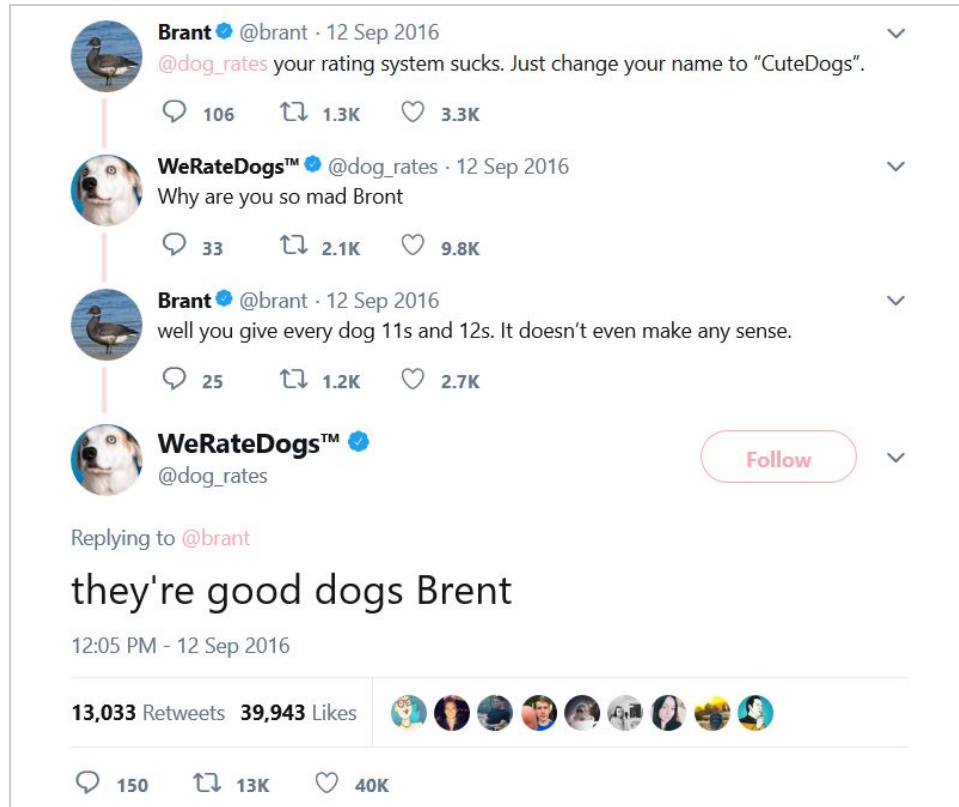 Brant @brant · 12 Sep 2016
@dog_rates your rating system sucks. Just change your name to “CuteDogs”.
106 1.3K 3.3K
WeRateDogs™ @dog_rates · 12 Sep 2016
Why are you so mad Bront
33 2.1K 9.8K
Brant @brant · 12 Sep 2016
well you give every dog 11s and 12s. It doesn’t even make any sense.
25 1.2K 2.7K
WeRateDogs™
@dog_rates
Follow
Replying to @brant
they're good dogs Brent
12:05 PM - 12 Sep 2016
13,033 Retweets 39,943 Likes
150 13K 40K